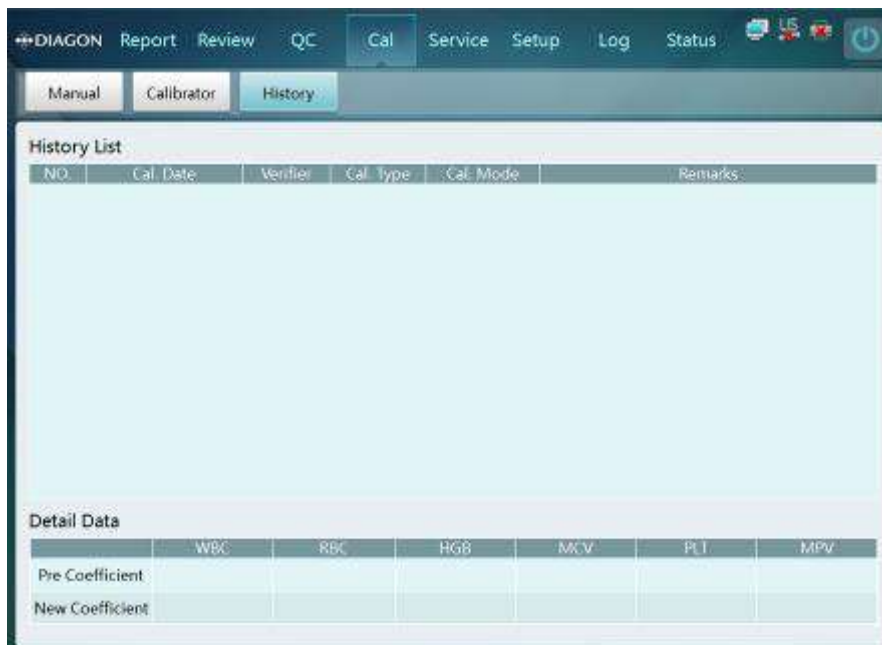 DIAGON Report Review QC Cal Service Setup Log Status LIS
Manual Calibrator History
History List
NO. Cal. Date Verifier Cal. Type Cal. Mode Remarks
Detail Data
WBC RBC HGB MCV PLT MPV
Pre Coefficient
New Coefficient